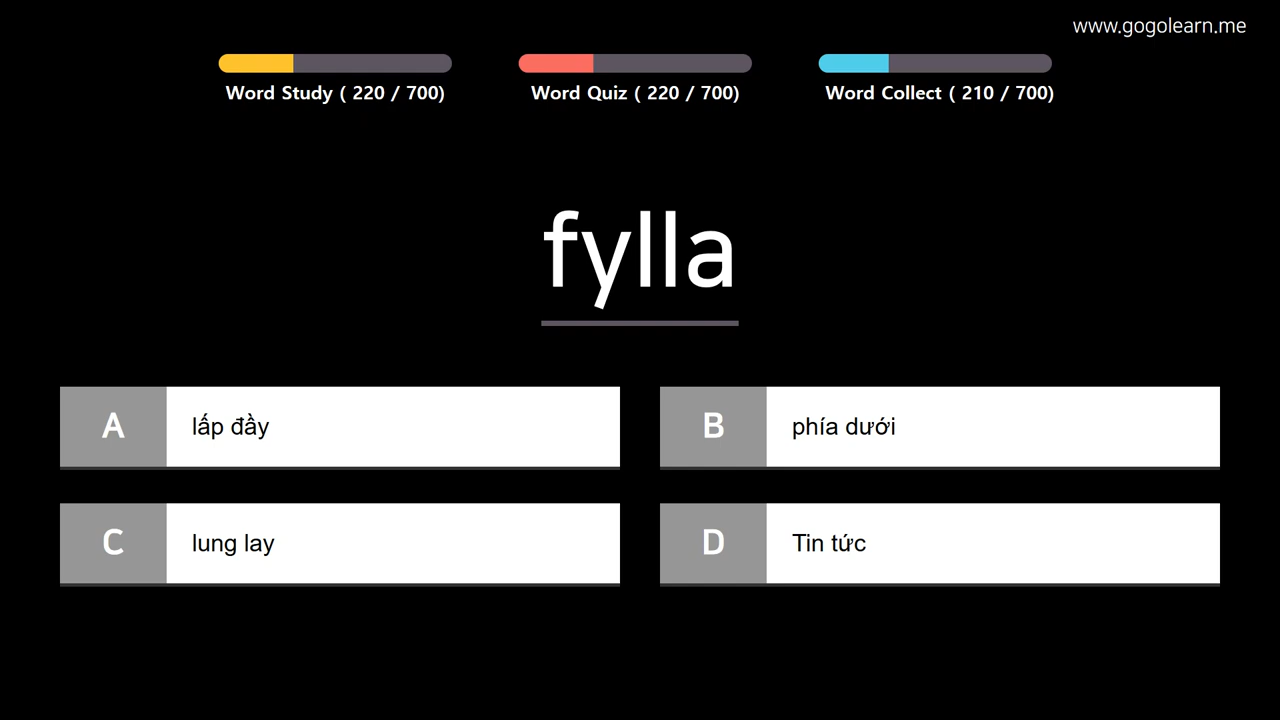 www.gogolearn.me
Word Study ( 220 / 700)
Word Quiz ( 220 / 700)
Word Collect ( 210 / 700)
fylla
A lấp đầy
B phía dưới
C lung lay
D Tin tức